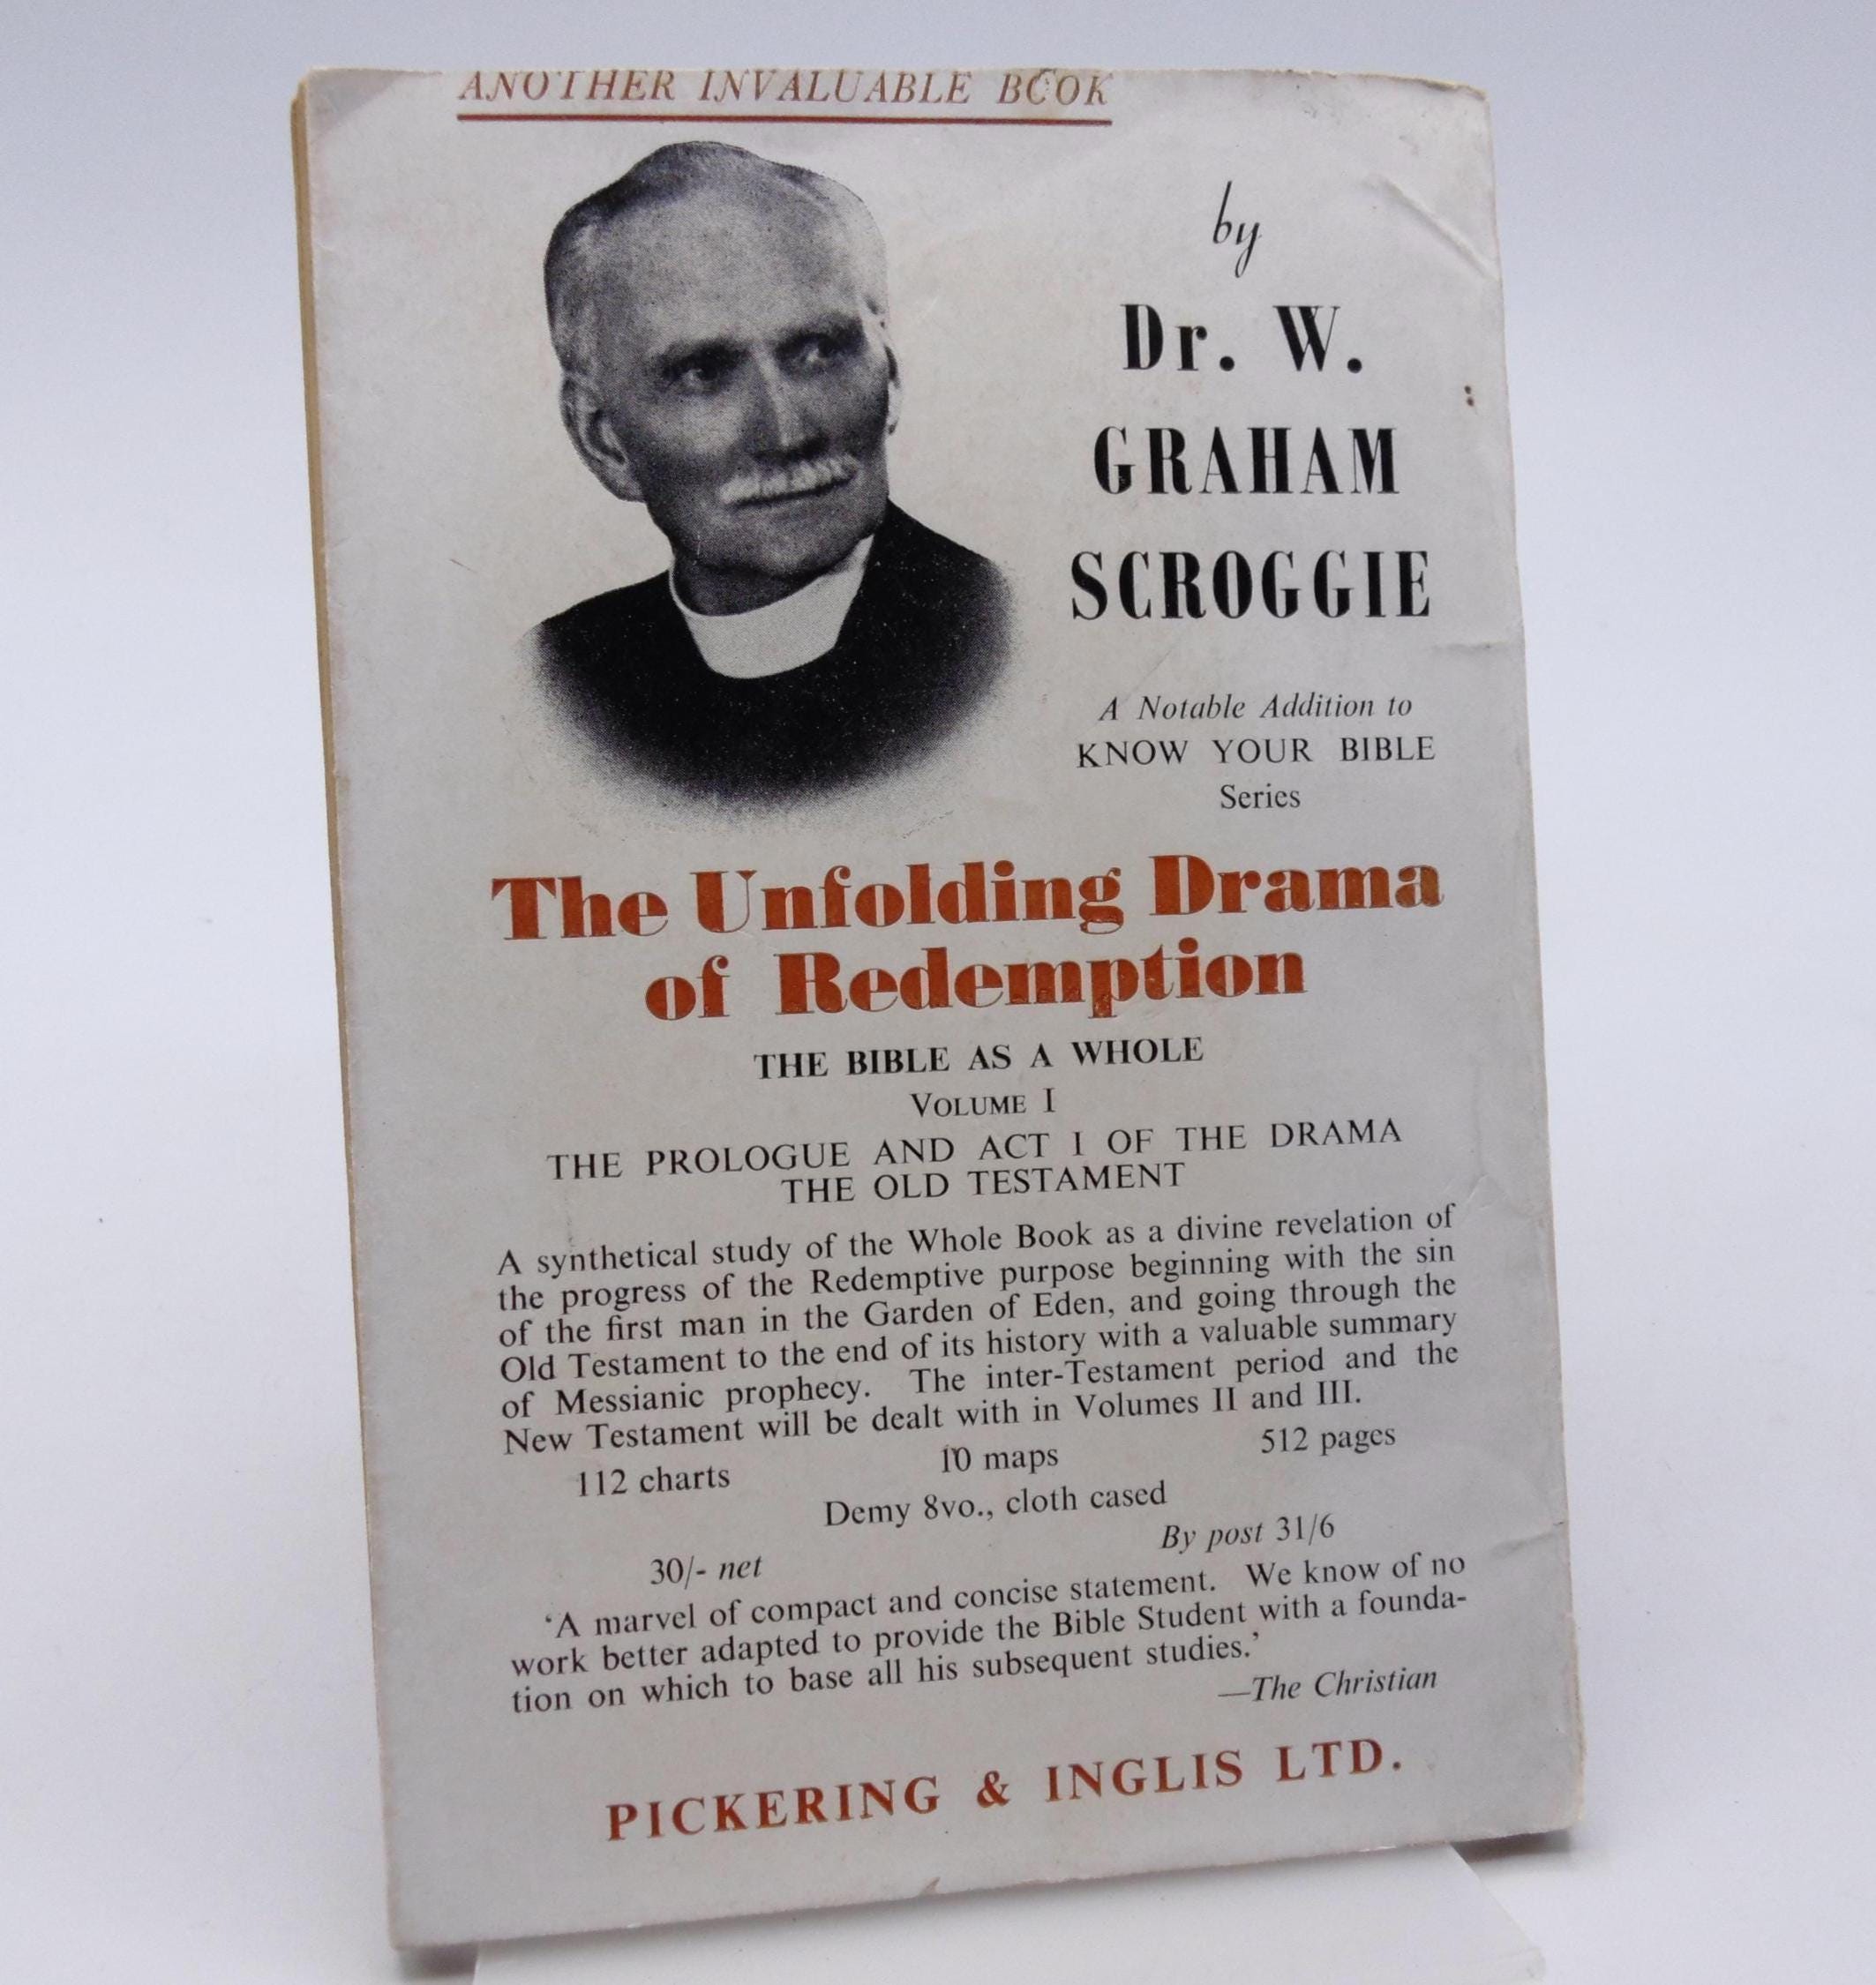 ANOTHER INVALUABLE BOOK
by
Dr. W.
GRAHAM
SCROGGIE
A Notable Addition to
KNOW YOUR BIBLE
Series
The Unfolding Drama
of Redemption
THE BIBLE AS A WHOLE
VOLUME I
THE PROLOGUE AND ACT I OF THE DRAMA
THE OLD TESTAMENT
A synthetical study of the Whole Book as a divine revelation of
the progress of the Redemptive purpose beginning with the sin
of the first man in the Garden of Eden, and going through the
Old Testament to the end of its history with a valuable summary
of Messianic prophecy. The inter-Testament period and the
New Testament will be dealt with in Volumes II and III.
112 charts 10 maps 512 pages
Demy 8vo., cloth cased
30/- net By post 31/6
'A marvel of compact and concise statement. We know of no
work better adapted to provide the Bible Student with a founda-
tion on which to base all his subsequent studies.'
—The Christian
PICKERING & INGLIS LTD.